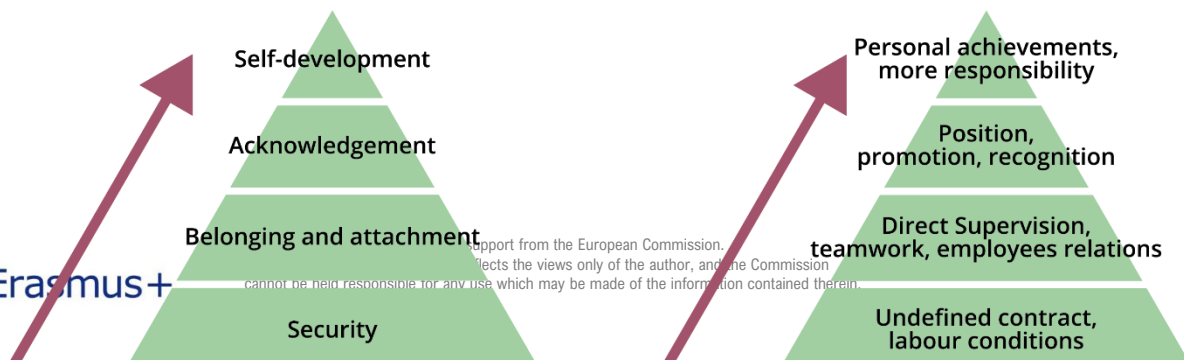 Self-development
Acknowledgement
Belonging and attachment
Security
Personal achievements,
more responsibility
Position,
promotion, recognition
Direct Supervision,
teamwork, employees relations
Undefined contract,
labour conditions
Erasmus+
support from the European Commission.
reflects the views only of the author, and the Commission
cannot be held responsible for any use which may be made of the information contained therein.